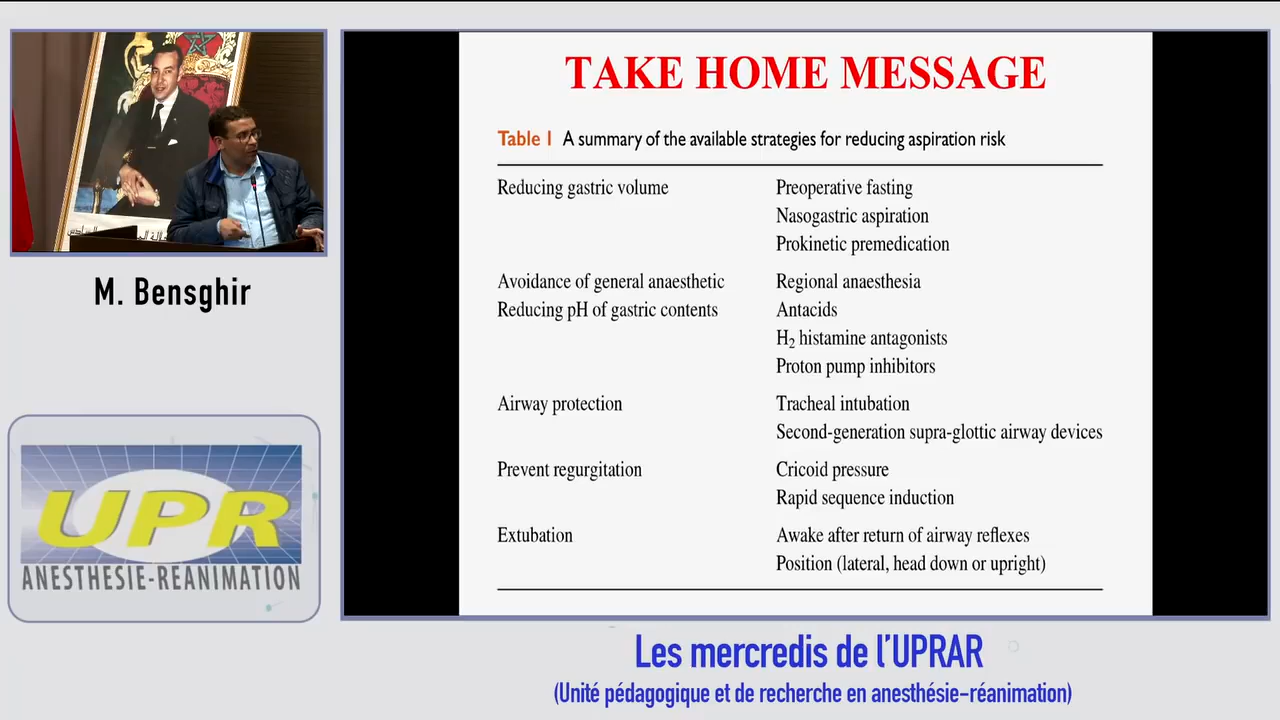 TAKE HOME MESSAGE
Table 1 A summary of the available strategies for reducing aspiration risk
Reducing gastric volume Preoperative fasting
Nasogastric aspiration
Prokinetic premedication
Avoidance of general anaesthetic Regional anaesthesia
Reducing pH of gastric contents Antacids
H₂ histamine antagonists
Proton pump inhibitors
Airway protection Tracheal intubation
Second-generation supra-glottic airway devices
Prevent regurgitation Cricoid pressure
Rapid sequence induction
Extubation Awake after return of airway reflexes
Position (lateral, head down or upright)
M. Bensghir
UPR
ANESTHESIE-REANIMATION
Les mercredis de l'UPRAR
(Unité pédagogique et de recherche en anesthésie-réanimation)